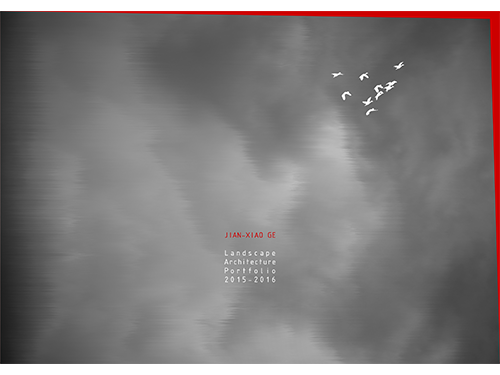 JIAN-XIAO GE
Landscape
Architecture
Portfolio
2015-2016